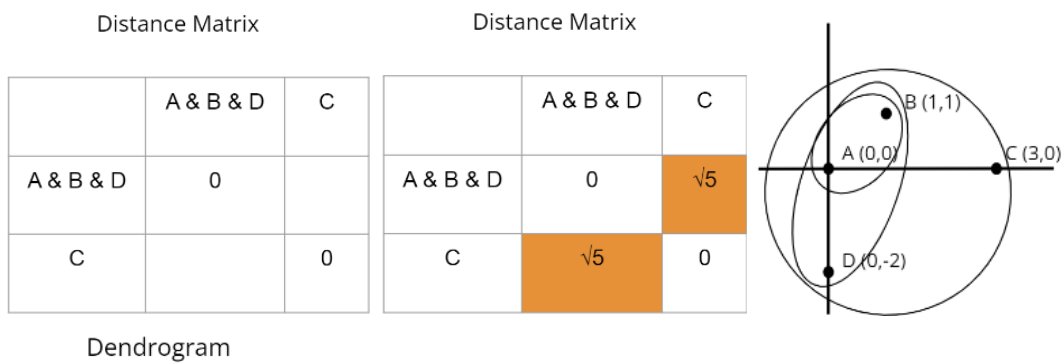 Distance Matrix
A & B & D C
A & B & D 0
C 0
Dendrogram
Distance Matrix
A & B & D C
A & B & D 0 √5
C √5 0
B (1,1)
A (0,0)
C (3,0)
D (0,-2)